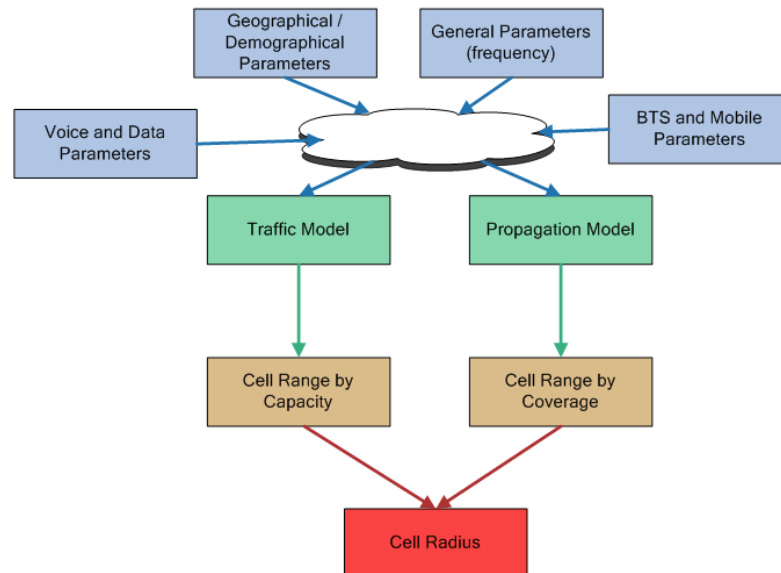 Geographical /
Demographical
Parameters
General Parameters
(frequency)
Voice and Data
Parameters
BTS and Mobile
Parameters
Traffic Model
Propagation Model
Cell Range by
Capacity
Cell Range by
Coverage
Cell Radius